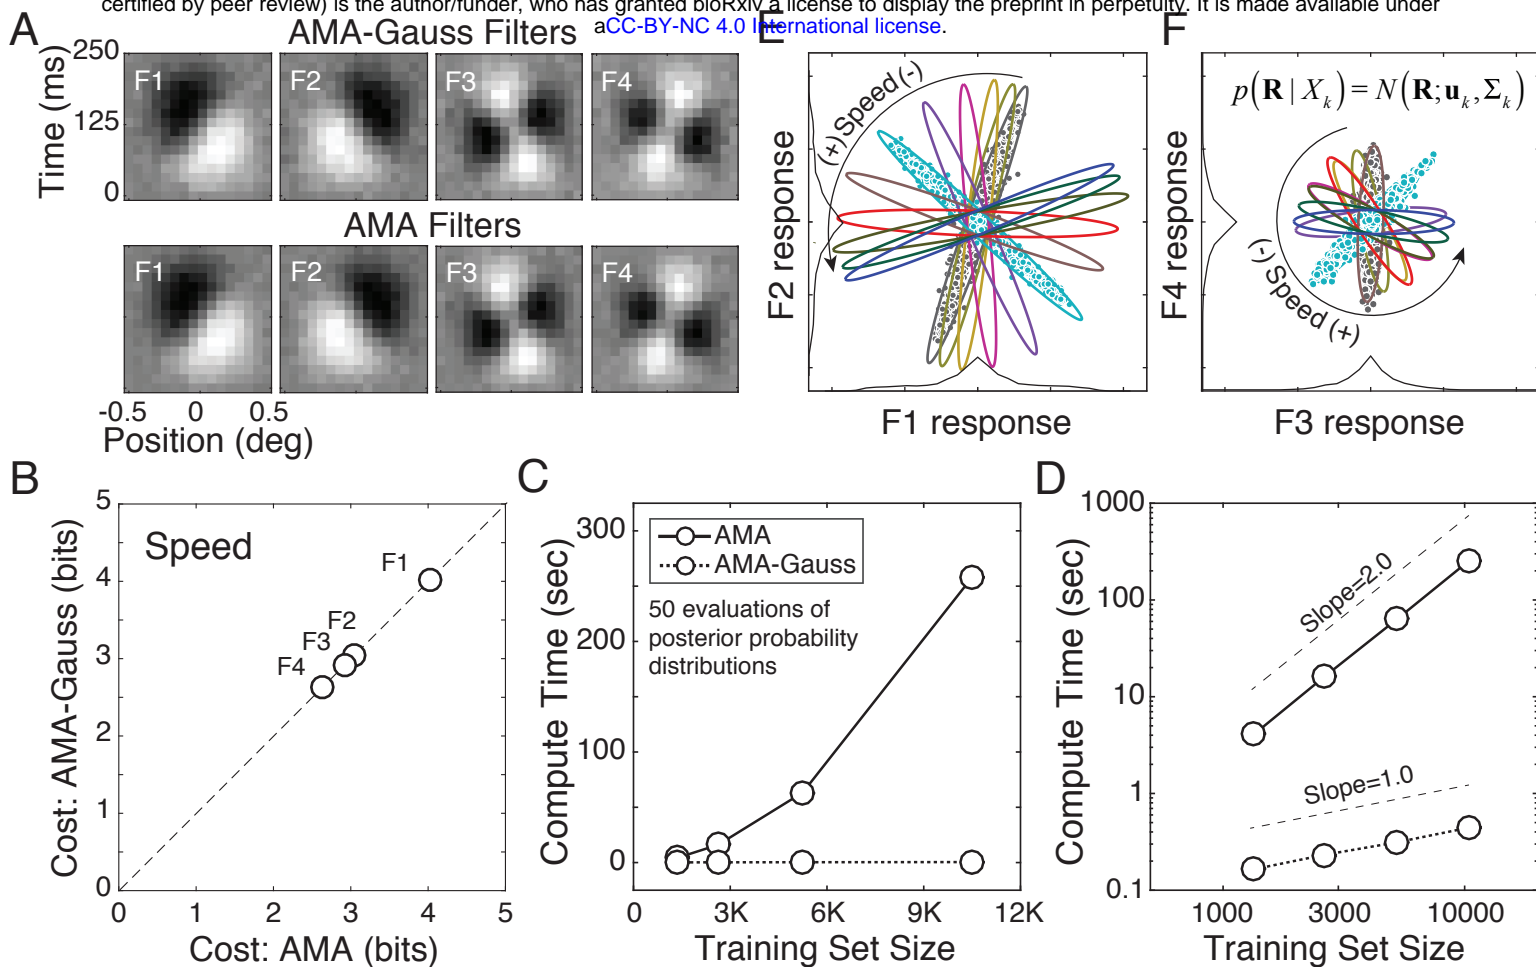 certified by peer review) is the author/funder, who has granted bioRxiv a license to display the preprint in perpetuity. It is made available under
aCC-BY-NC 4.0 International license.
A
AMA-Gauss Filters
F1
F2
F3
F4
Time (ms)
250
125
0
AMA Filters
F1
F2
F3
F4
-0.5
0
0.5
Position (deg)
E
(+) Speed (-)
F2 response
F1 response
F
p(R | X_k) = N(R; u_k, Σ_k)
(-) Speed (+)
F4 response
F3 response
B
Speed
F1
F2
F3
F4
Cost: AMA-Gauss (bits)
5
4
3
2
1
0
0
1
2
3
4
5
Cost: AMA (bits)
C
AMA
AMA-Gauss
50 evaluations of
posterior probability
distributions
Compute Time (sec)
300
200
100
0
0
3K
6K
9K
12K
Training Set Size
D
Slope=2.0
Slope=1.0
Compute Time (sec)
1000
100
10
1
0.1
1000
3000
10000
Training Set Size